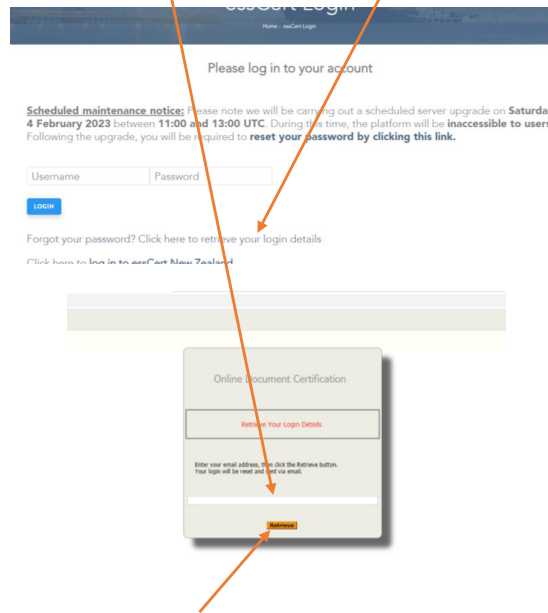 essCert Login
Home - essCert Login
Please log in to your account
Scheduled maintenance notice: Please note we will be carrying out a scheduled server upgrade on
4 February 2023 between 11:00 and 13:00 UTC. During this time, the platform will be inaccessible to users
Following the upgrade, you will be required to reset your password by clicking this link.
Username
Password
LOGIN
Forgot your password? Click here to retrieve your login details
Click here to log in to essCert New Zealand
Online Document Certification
Retrieve Your Login Details
Enter your email address, then click the Retrieve button.
Your login will be reset and sent via email.
Retrieve